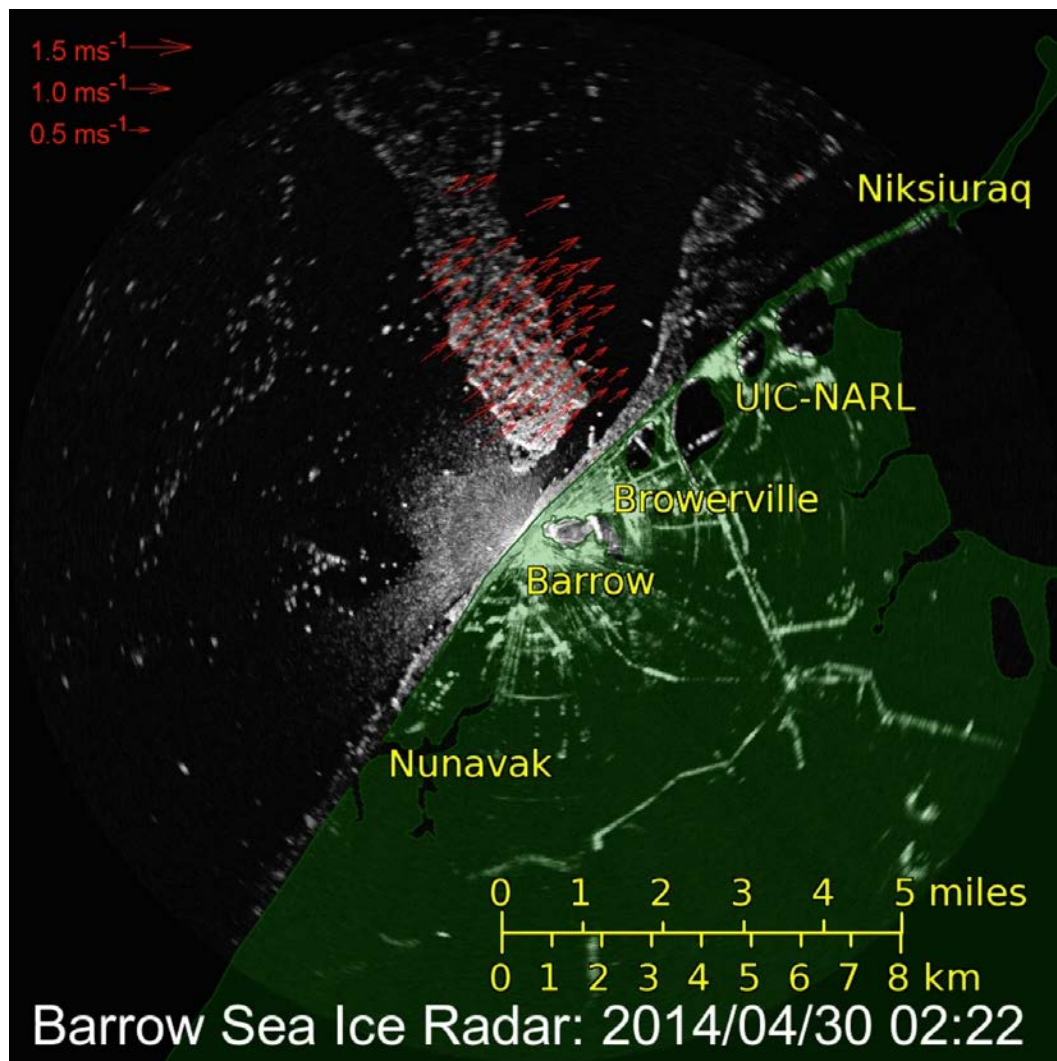 1.5 ms-1
1.0 ms-1
0.5 ms-1
Niksiuraq
UIC-NARL
Browerville
Barrow
Nunavak
0 1 2 3 4 5 miles
0 1 2 3 4 5 6 7 8 km
Barrow Sea Ice Radar: 2014/04/30 02:22